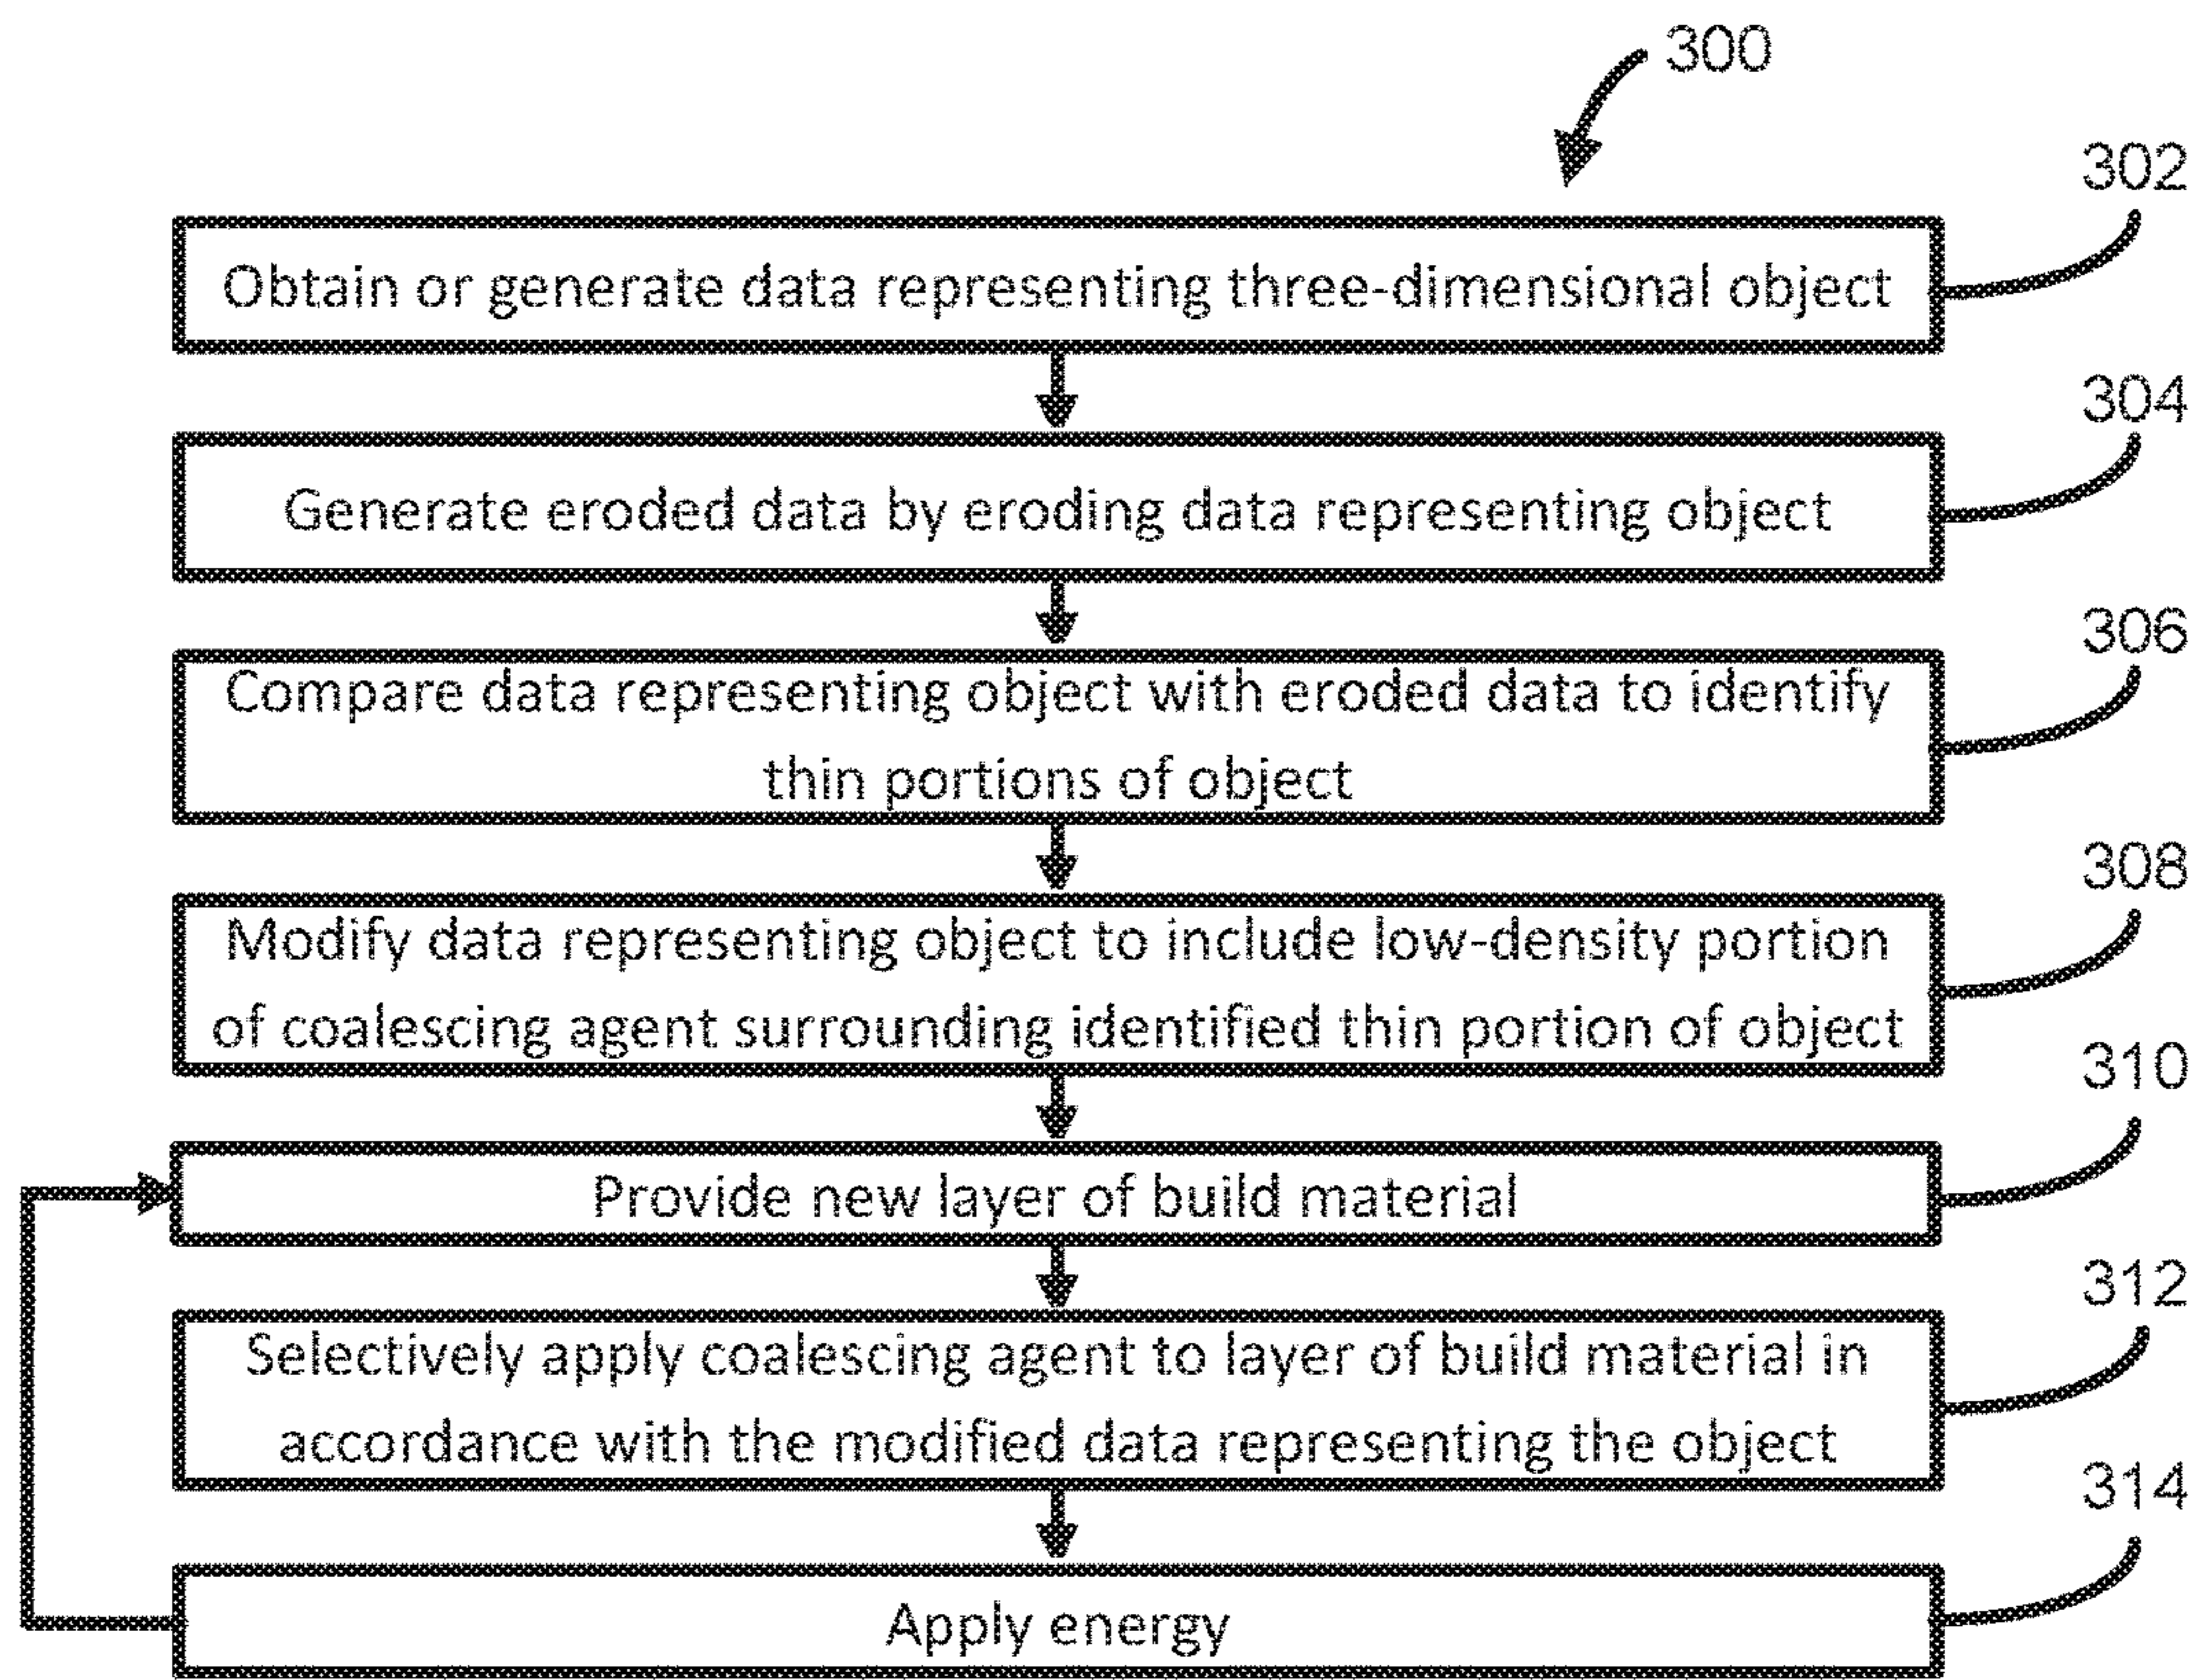 300
302
Obtain or generate data representing three-dimensional object
304
Generate eroded data by eroding data representing object
306
Compare data representing object with eroded data to identify
thin portions of object
308
Modify data representing object to include low-density portion
of coalescing agent surrounding identified thin portion of object
310
Provide new layer of build material
312
Selectively apply coalescing agent to layer of build material in
accordance with the modified data representing the object
314
Apply energy